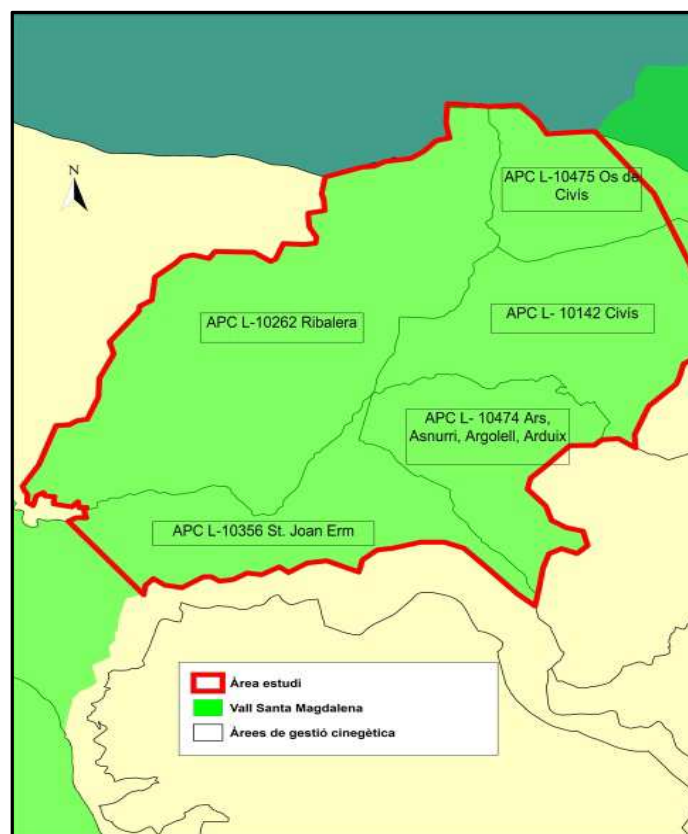 N
APC L-10475 Os de
Civís
APC L-10262 Ribalera
APC L- 10142 Civís
APC L- 10474 Ars,
Asnurri, Argolell, Arduix
APC L-10356 St. Joan Erm
Àrea estudi
Vall Santa Magdalena
Àrees de gestió cinegètica